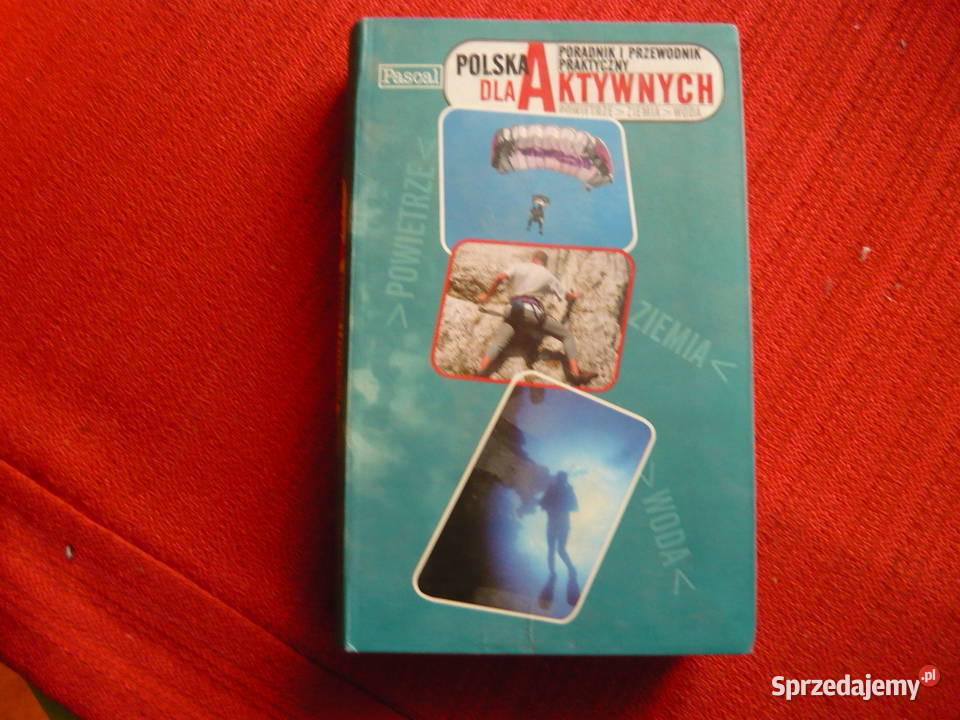 Pascal
POLSKA
DLA AKTYWNYCH
PORADNIK I PRZEWODNIK
PRAKTYCZNY
POWIETRZE > ZIEMIA > WODA
> POWIETRZE <
ZIEMIA <
> WODA >
Sprzedajemy.pl